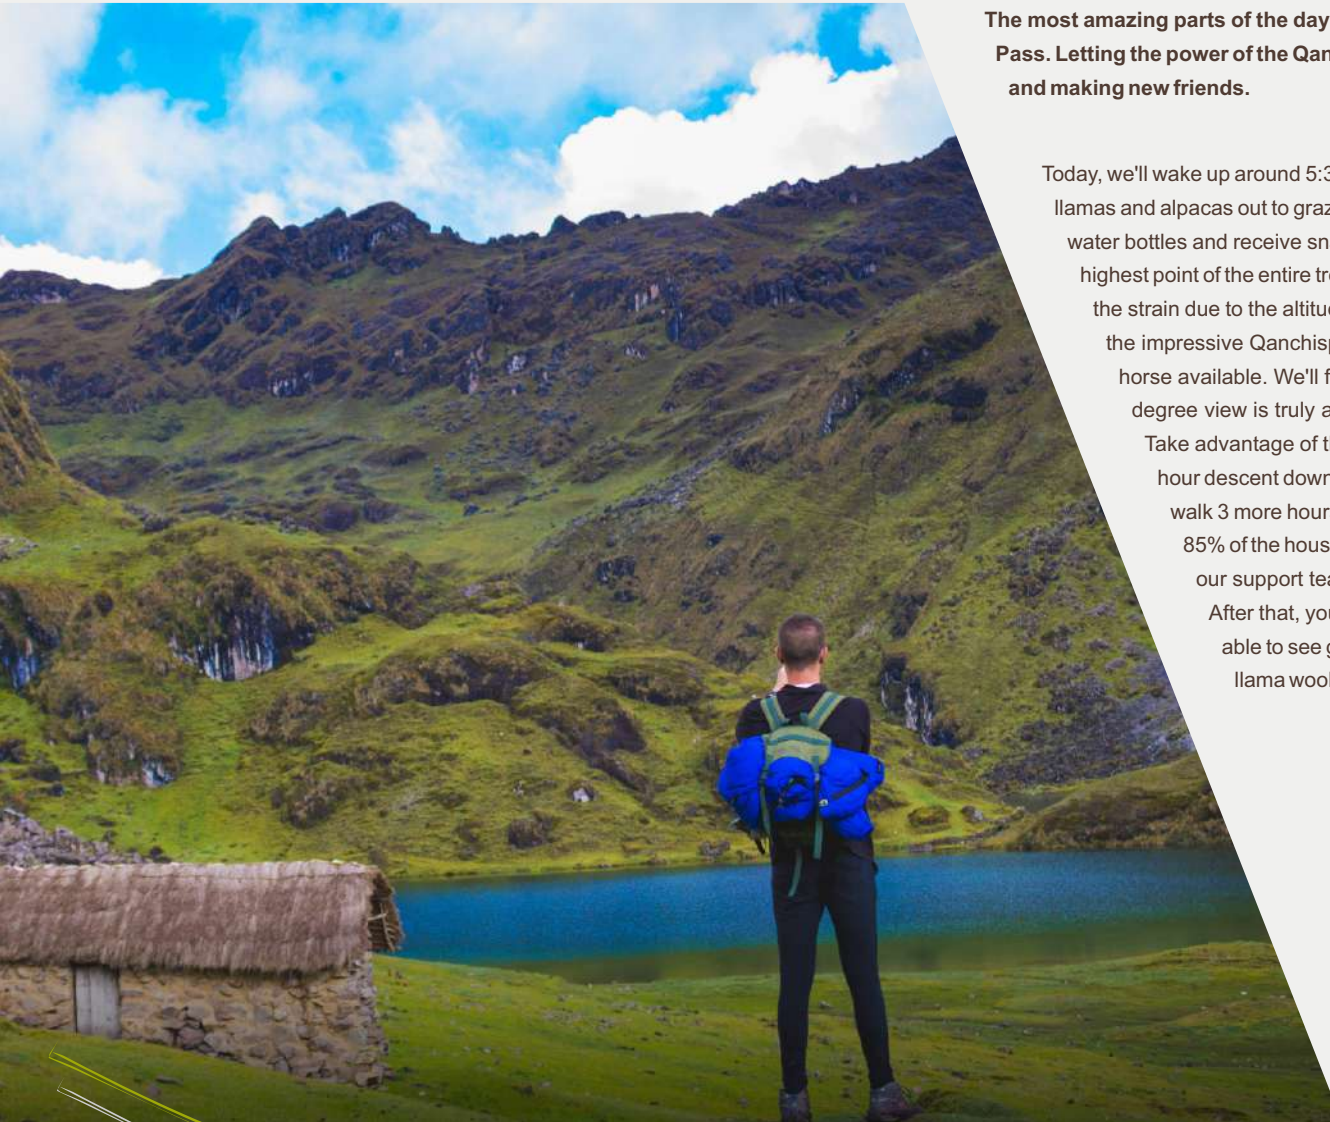 The most amazing parts of the day
Pass. Letting the power of the Qan
and making new friends.
Today, we'll wake up around 5:3
llamas and alpacas out to graz
water bottles and receive sn
highest point of the entire tr
the strain due to the altitu
the impressive Qanchis
horse available. We'll f
degree view is truly a
Take advantage of t
hour descent down
walk 3 more hour
85% of the hous
our support tea
After that, you
able to see g
llama wool